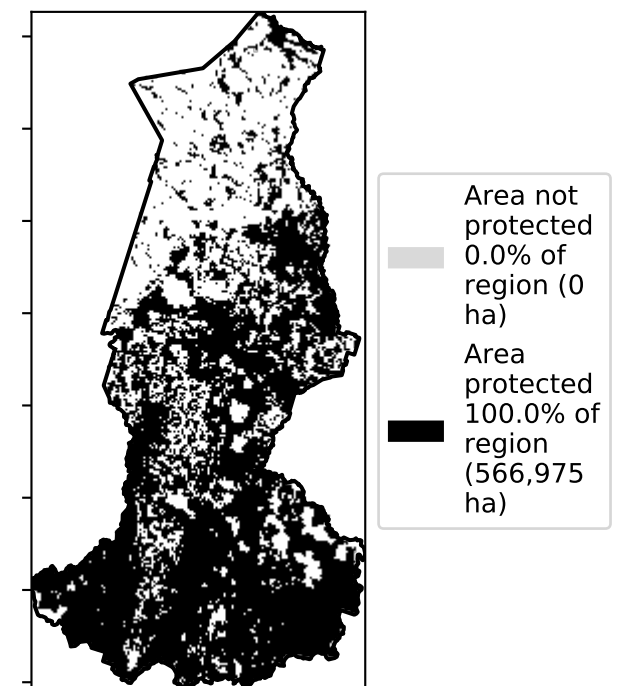 Area not
protected
0.0% of
region (0
ha)
Area
protected
100.0% of
region
(566,975
ha)